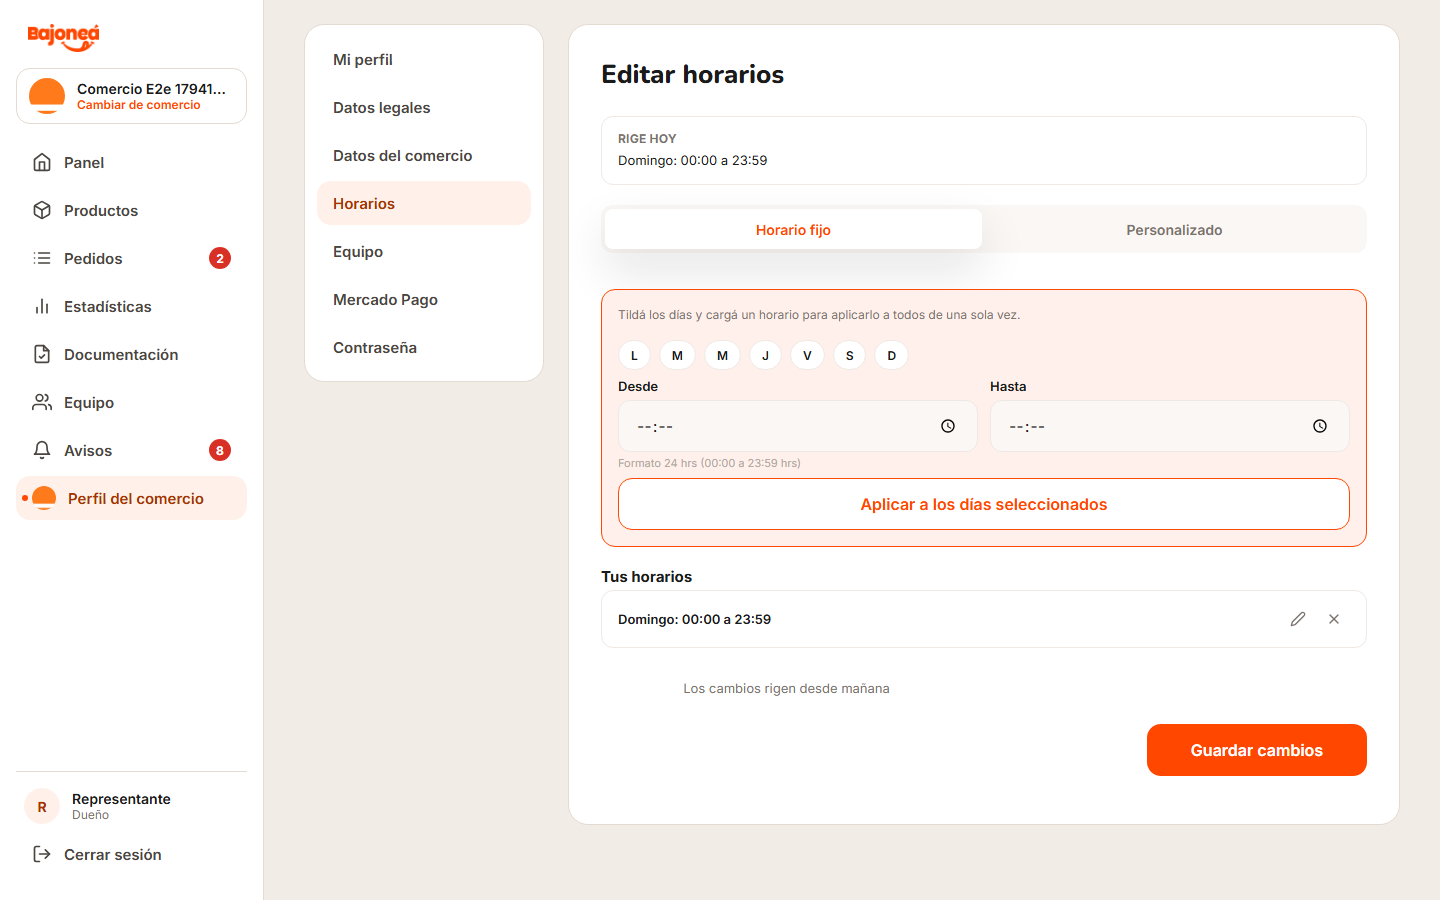 Bajoneá
Comercio E2e 17941...
Cambiar de comercio
Panel
Productos
Pedidos 2
Estadísticas
Documentación
Equipo
Avisos 8
Perfil del comercio
R
Representante
Dueño
Cerrar sesión
Mi perfil
Datos legales
Datos del comercio
Horarios
Equipo
Mercado Pago
Contraseña
Editar horarios
RIGE HOY
Domingo: 00:00 a 23:59
Horario fijo Personalizado
Tildá los días y cargá un horario para aplicarlo a todos de una sola vez.
L M M J V S D
Desde Hasta
--:-- --:--
Formato 24 hrs (00:00 a 23:59 hrs)
Aplicar a los días seleccionados
Tus horarios
Domingo: 00:00 a 23:59
Los cambios rigen desde mañana
Guardar cambios